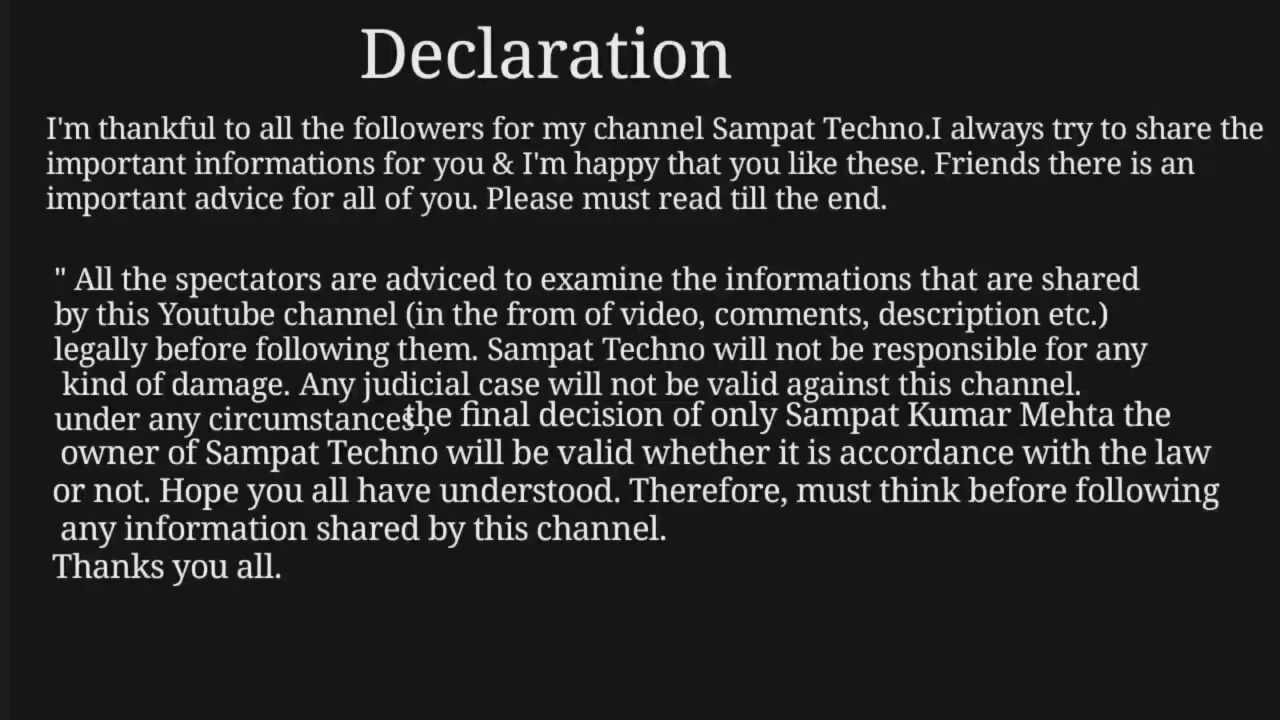 Declaration
I'm thankful to all the followers for my channel Sampat Techno.I always try to share the
important informations for you & I'm happy that you like these. Friends there is an
important advice for all of you. Please must read till the end.
" All the spectators are adviced to examine the informations that are shared
by this Youtube channel (in the from of video, comments, description etc.)
legally before following them. Sampat Techno will not be responsible for any
kind of damage. Any judicial case will not be valid against this channel.
under any circumstances, the final decision of only Sampat Kumar Mehta the
owner of Sampat Techno will be valid whether it is accordance with the law
or not. Hope you all have understood. Therefore, must think before following
any information shared by this channel.
Thanks you all.